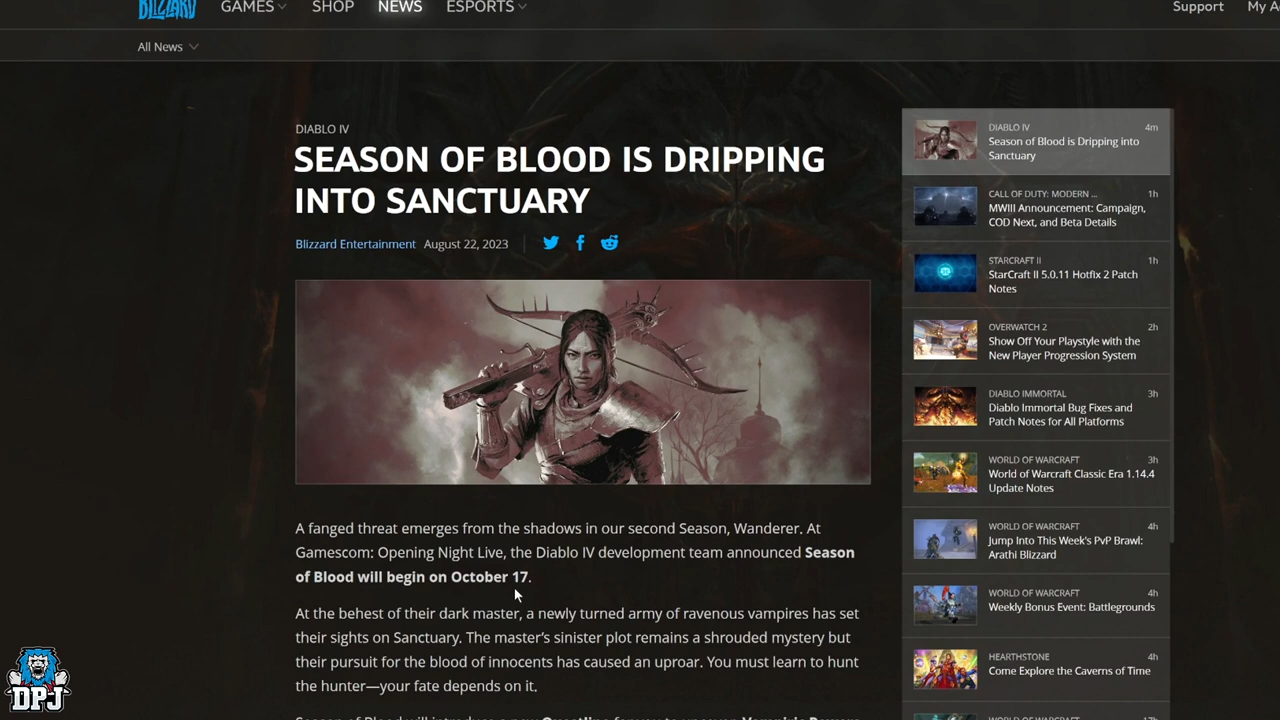 BLIZZARD
GAMES
SHOP
NEWS
ESPORTS
Support
My A
All News
DIABLO IV
SEASON OF BLOOD IS DRIPPING
INTO SANCTUARY
Blizzard Entertainment August 22, 2023
A fanged threat emerges from the shadows in our second Season, Wanderer. At
Gamescom: Opening Night Live, the Diablo IV development team announced Season
of Blood will begin on October 17.
At the behest of their dark master, a newly turned army of ravenous vampires has set
their sights on Sanctuary. The master's sinister plot remains a shrouded mystery but
their pursuit for the blood of innocents has caused an uproar. You must learn to hunt
the hunter—your fate depends on it.
Season of Blood will introduce a new Questline
Vampiric Powers
DIABLO IV 4m
Season of Blood is Dripping into
Sanctuary
CALL OF DUTY: MODERN ... 1h
MWIII Announcement: Campaign,
COD Next, and Beta Details
STARCRAFT II 1h
StarCraft II 5.0.11 Hotfix 2 Patch
Notes
OVERWATCH 2 2h
Show Off Your Playstyle with the
New Player Progression System
DIABLO IMMORTAL 3h
Diablo Immortal Bug Fixes and
Patch Notes for All Platforms
WORLD OF WARCRAFT 3h
World of Warcraft Classic Era 1.14.4
Update Notes
WORLD OF WARCRAFT 4h
Jump Into This Week's PvP Brawl:
Arathi Blizzard
WORLD OF WARCRAFT 4h
Weekly Bonus Event: Battlegrounds
HEARTHSTONE 4h
Come Explore the Caverns of Time
WORLD OF WARCRAFT 17h
DPJ